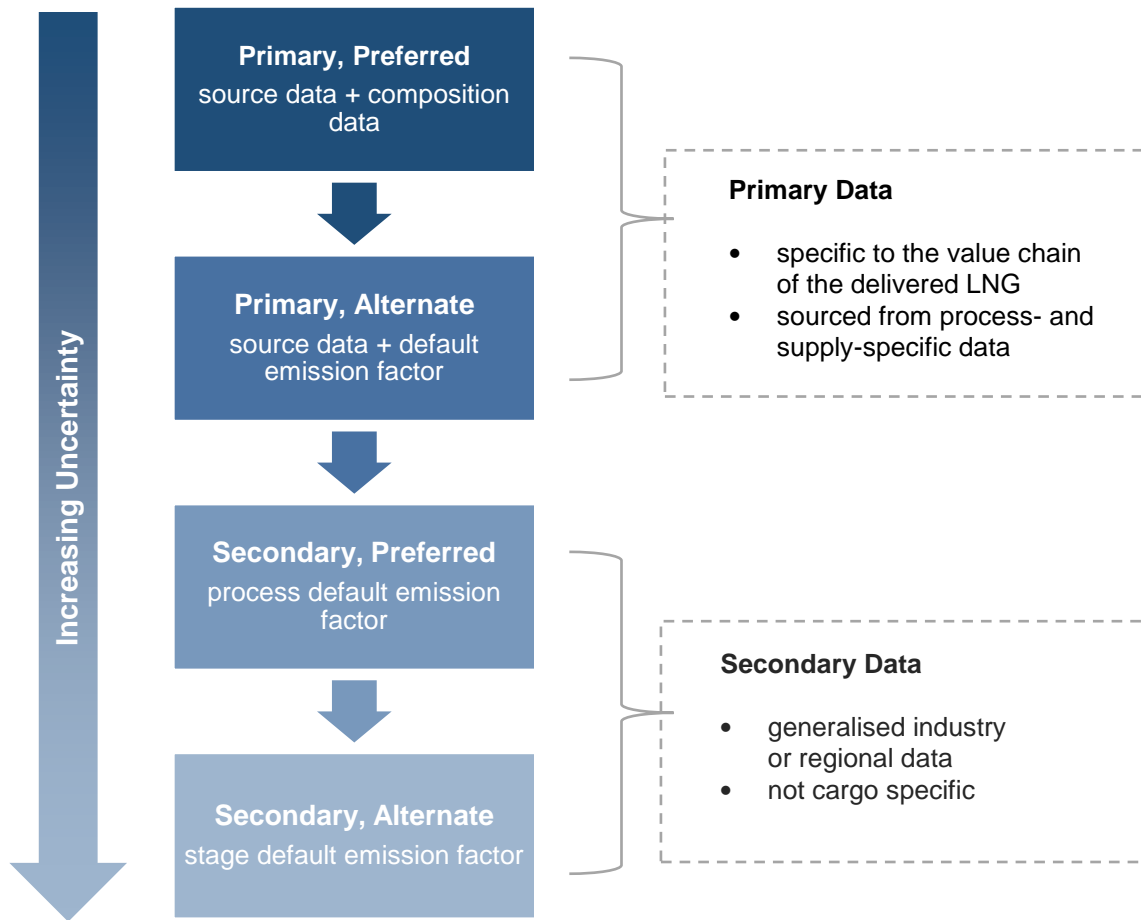 Increasing Uncertainty
Primary, Preferred
source data + composition
data
Primary, Alternate
source data + default
emission factor
Secondary, Preferred
process default emission
factor
Secondary, Alternate
stage default emission factor
Primary Data
• specific to the value chain
of the delivered LNG
• sourced from process- and
supply-specific data
Secondary Data
• generalised industry
or regional data
• not cargo specific